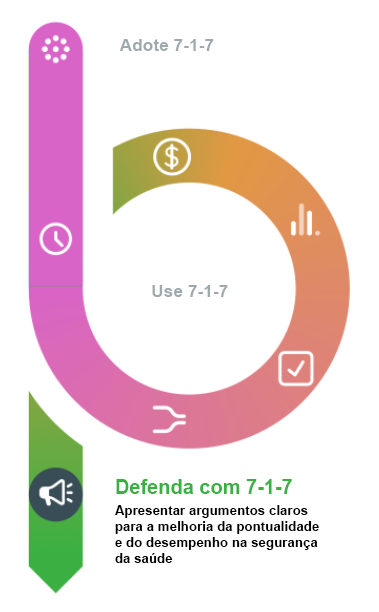 Adote 7-1-7
Use 7-1-7
Defenda com 7-1-7
Apresentar argumentos claros
para a melhoria da pontualidade
e do desempenho na segurança
da saúde